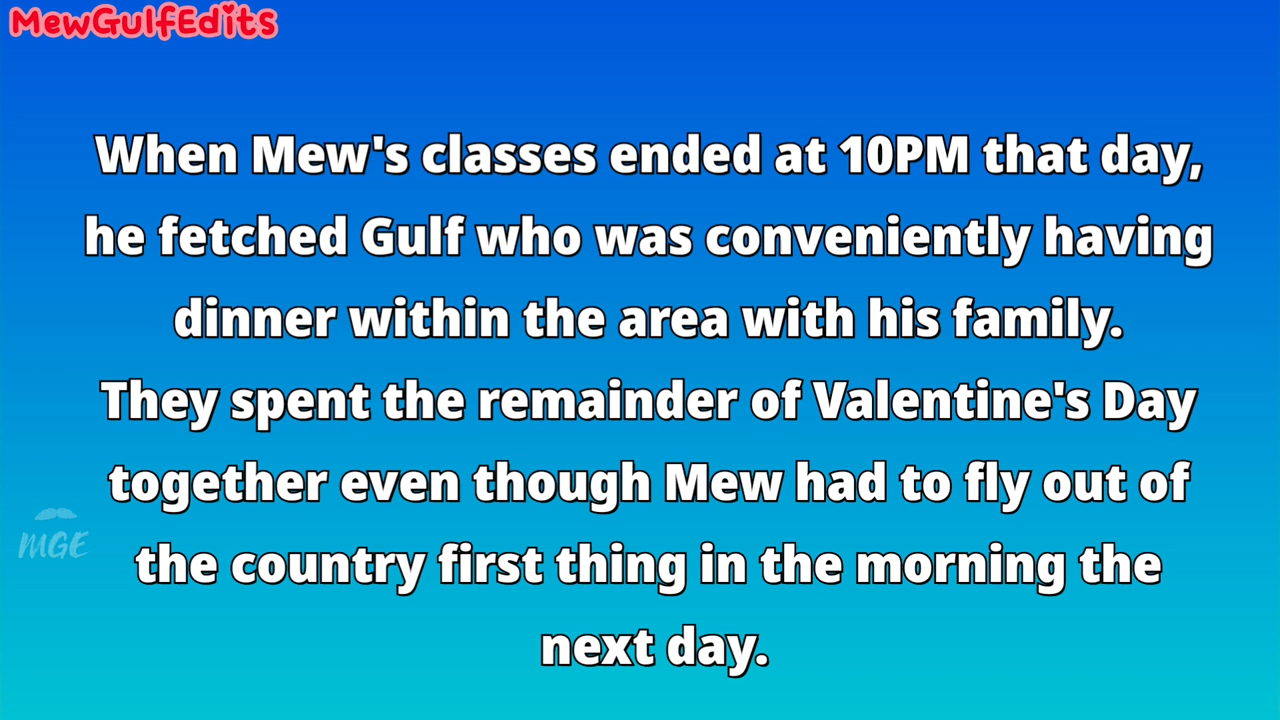 MewGulfEdits
When Mew's classes ended at 10PM that day,
he fetched Gulf who was conveniently having
dinner within the area with his family.
They spent the remainder of Valentine's Day
together even though Mew had to fly out of
MGE
the country first thing in the morning the
next day.